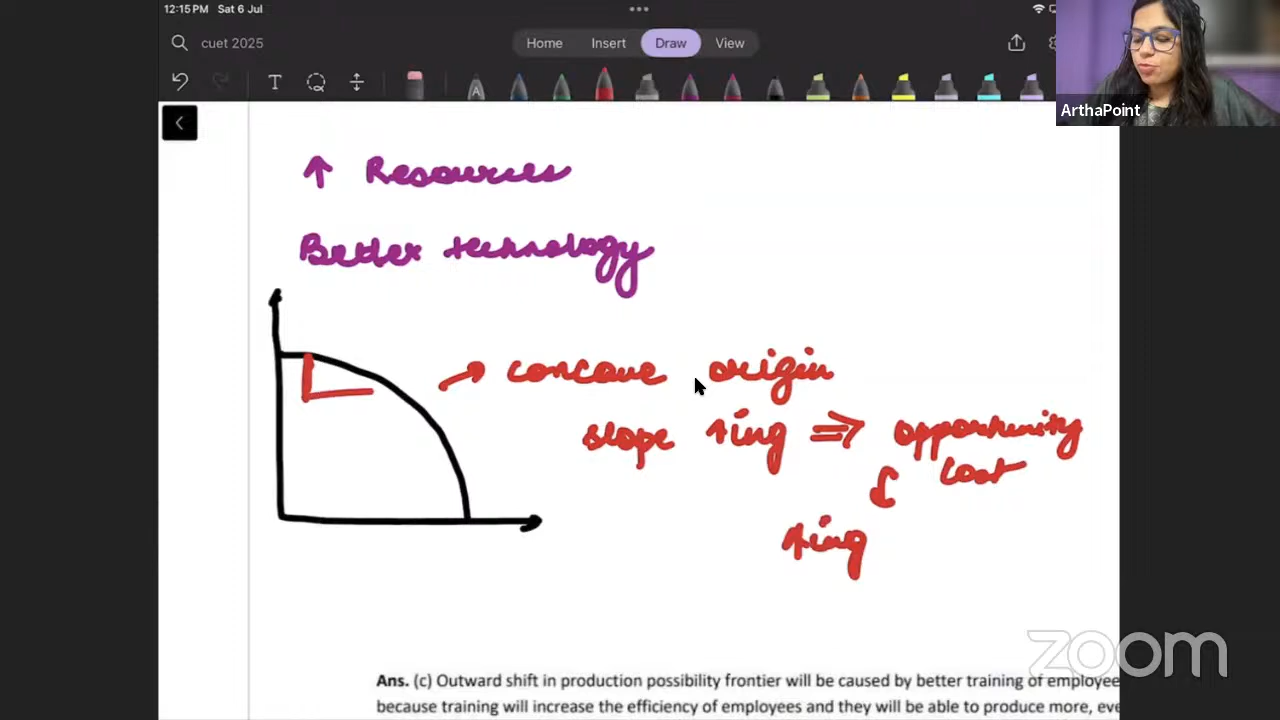 12:15 PM Sat 6 Jul
cuet 2025
Home Insert Draw View
T
A
ArthaPoint
↑ Resources
Better technology
→ concave origin
slope ↑ing ⇒ opportunity
cost
↑ing
zoom
Ans. (c) Outward shift in production possibility frontier will be caused by better training of employee
because training will increase the efficiency of employees and they will be able to produce more, eve